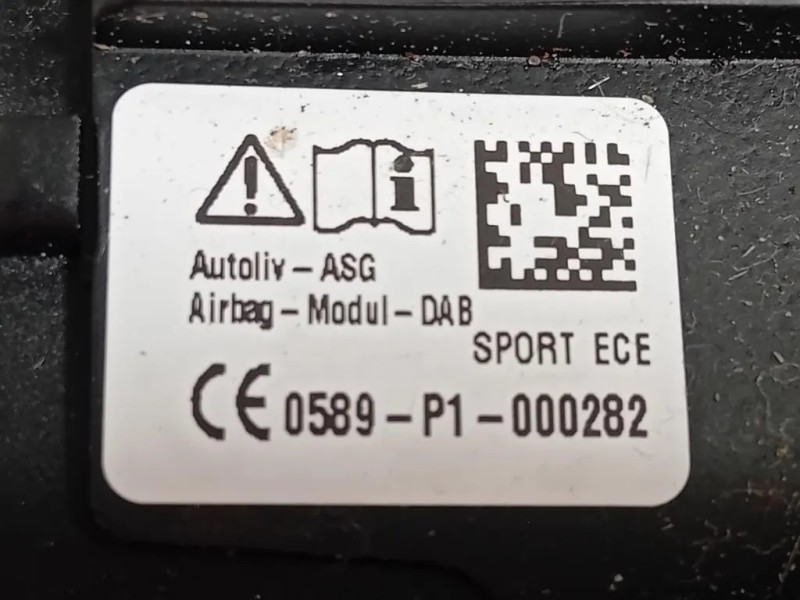 Autoliv - ASG
Airbag - Modul - DAB
SPORT ECE
CE 0589 - P1 - 000282